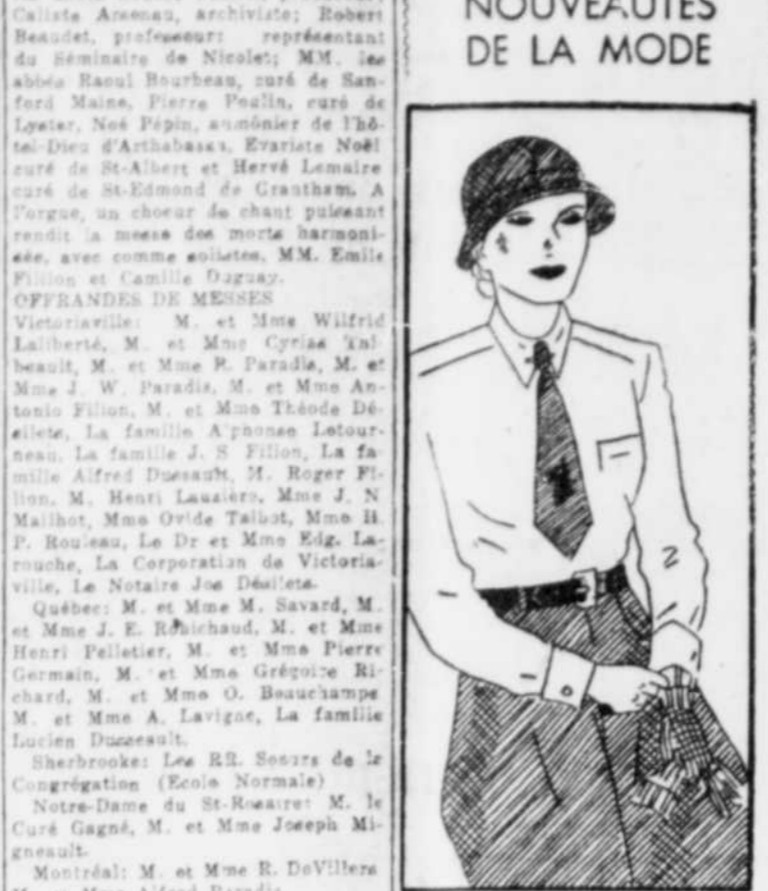 Caliste Arsenau, archiviste; Robert
Beaudet, professeur: représentant
du Séminaire de Nicolet; MM. les
abbés Raoul Bourbeau, curé de San-
ford Maine, Pierre Poulin, curé de
Lyster, Noé Pépin, aumônier de l'hô-
tel-Dieu d'Arthabaska, Evariste Noël
curé de St-Albert et Hervé Lemaire
curé de St-Edmond de Grantham. A
l'orgue, un choeur de chant puissant
rendit la messe des morts harmoni-
sée, avec comme solistes, MM. Emile
Fillion et Camille Duguay.
OFFRANDES DE MESSES
Victoriaville: M. et Mme Wilfrid
Laliberté, M. et Mme Cyrias Thi-
beault, M. et Mme R. Paradis, M. et
Mme J. W. Paradis, M. et Mme An-
tonio Filion, M. et Mme Théode Dé-
silets, La famille A'phonse Letour-
neau, La famille J. S Filion, La fa-
mille Alfred Dussault, M. Roger Fi-
lion, M. Henri Lauzière, Mme J. N
Mailhot, Mme Ovide Talbot, Mme H.
P. Rouleau, Le Dr et Mme Edg. La-
rouche, La Corporation de Victoria-
ville, Le Notaire Jos Désilets.
Québec: M. et Mme M. Savard, M.
et Mme J. E. Robichaud, M. et Mme
Henri Pelletier, M. et Mme Pierre
Germain, M. et Mme Grégoire Ri-
chard, M. et Mme O. Beauchampe
M. et Mme A. Lavigne, La famille
Lucien Dusseault.
Sherbrooke: Les RR. Soeurs de la
Congrégation (Ecole Normale)
Notre-Dame du St-Rosaire: M. le
Curé Gagné, M. et Mme Joseph Mi-
gneault.
Montréal: M. et Mme R. DeVillers
NOUVEAUTES
DE LA MODE